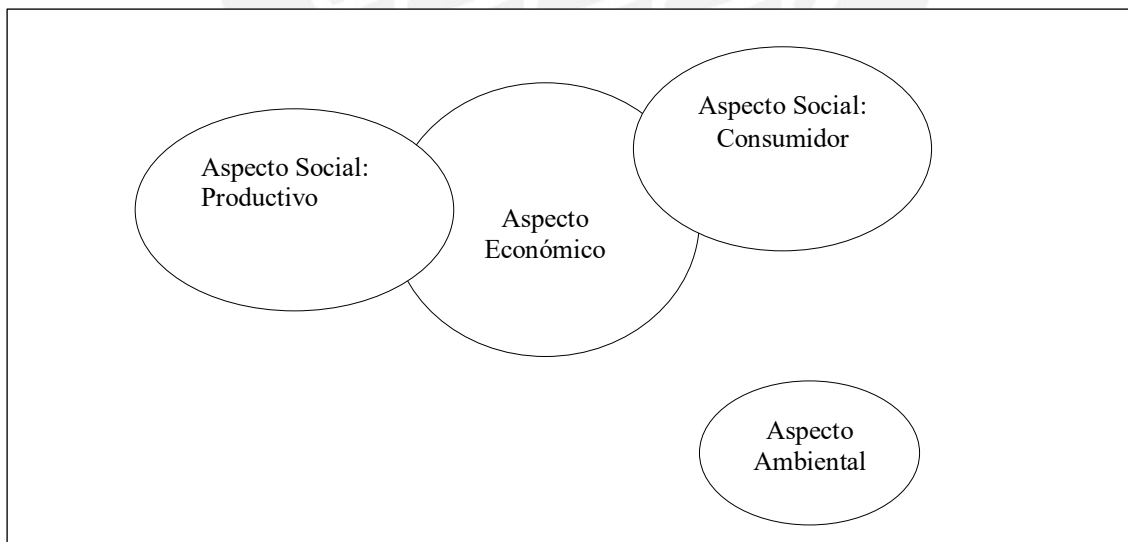 Aspecto Social:
Productivo
Aspecto
Económico
Aspecto Social:
Consumidor
Aspecto
Ambiental